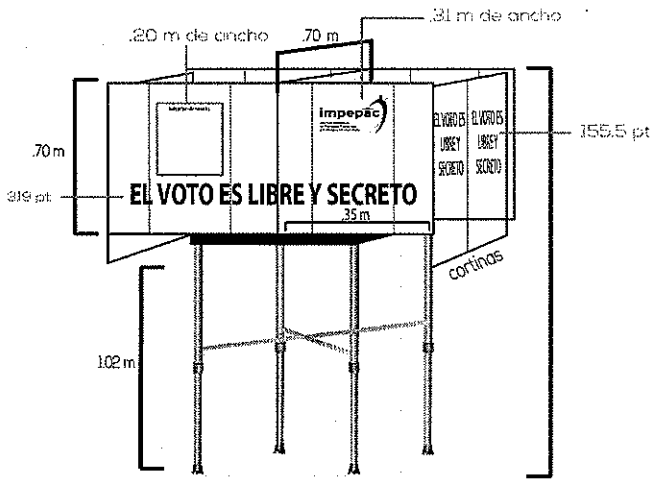 .20 m de ancho
.70 m
.31 m de ancho
impepac
EL VOTO ES
LIBRE Y
SECRETO
EL VOTO ES
LIBRE Y
SECRETO
155.5 pt
.70 m
319 pt
EL VOTO ES LIBRE Y SECRETO
.35 m
cortinas
1.02 m